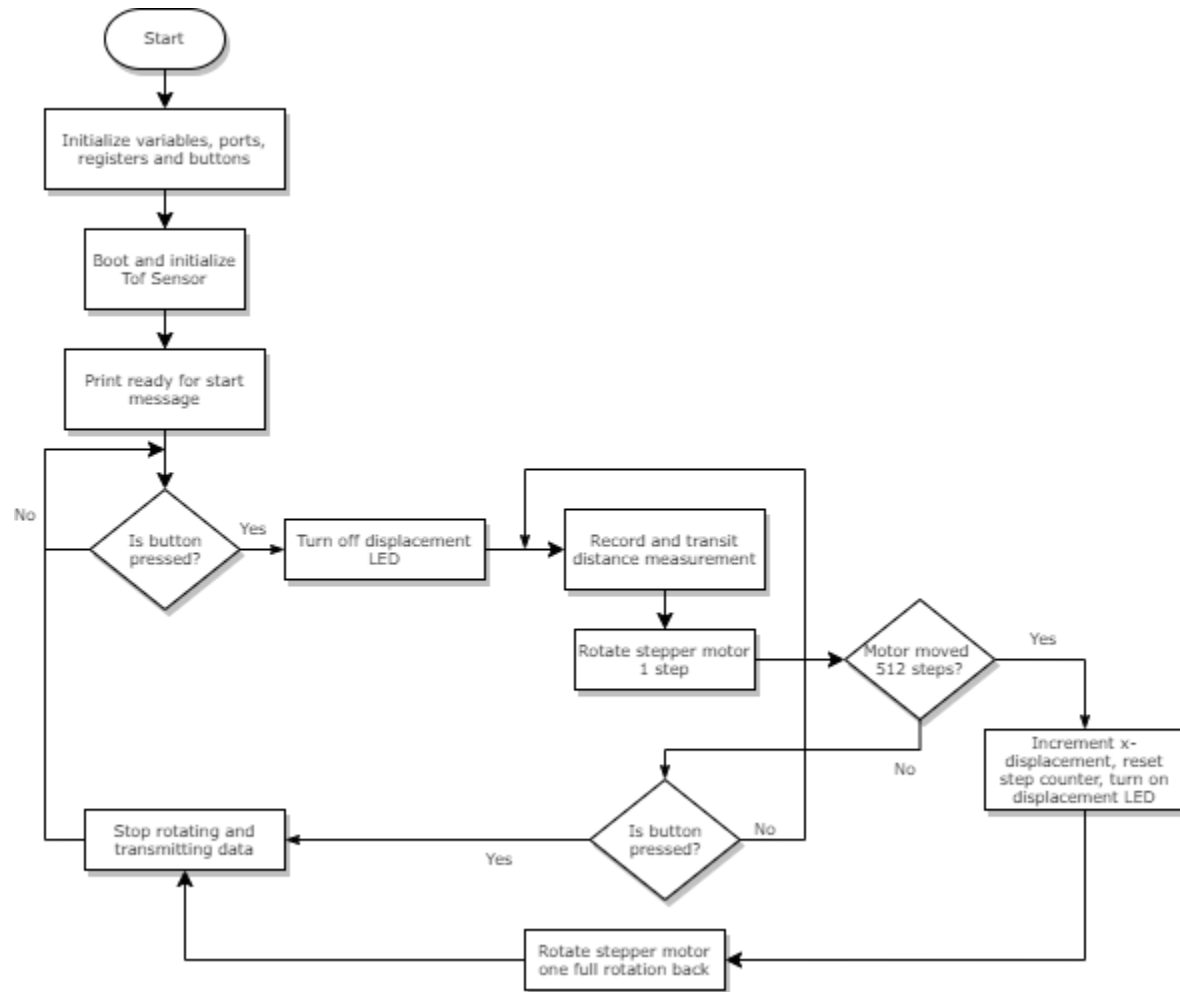 Start
Initialize variables, ports,
registers and buttons
Boot and initialize
Tof Sensor
Print ready for start
message
No
Is button
pressed?
Yes
Turn off displacement
LED
Record and transit
distance measurement
Rotate stepper motor
1 step
Motor moved
512 steps?
Yes
No
Increment x-
displacement, reset
step counter, turn on
displacement LED
Is button
pressed?
No
Yes
Stop rotating and
transmitting data
Rotate stepper motor
one full rotation back